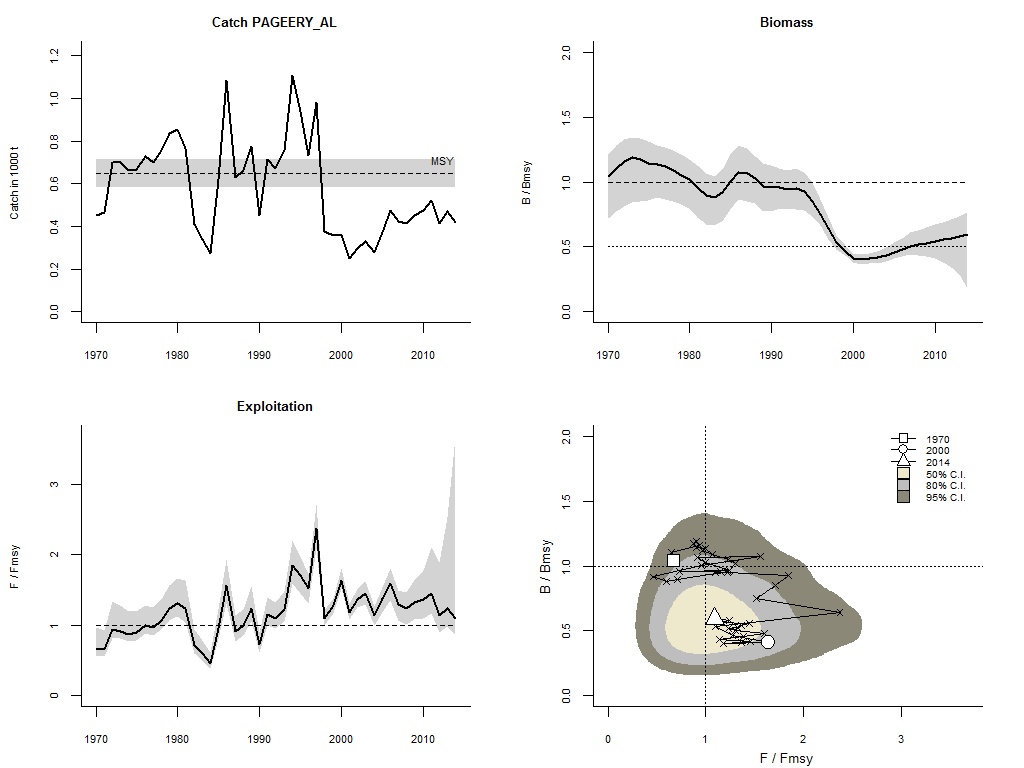 Catch PAGEERY_AL
Catch in 1000 t
0.0 0.2 0.4 0.6 0.8 1.0 1.2
MSY
1970 1980 1990 2000 2010
Biomass
B / Bmsy
0.0 0.5 1.0 1.5 2.0
1970 1980 1990 2000 2010
Exploitation
F / Fmsy
0 1 2 3
1970 1980 1990 2000 2010
B / Bmsy
0.0 0.5 1.0 1.5 2.0
1970
2000
2014
50% C.I.
80% C.I.
95% C.I.
0 1 2 3
F / Fmsy